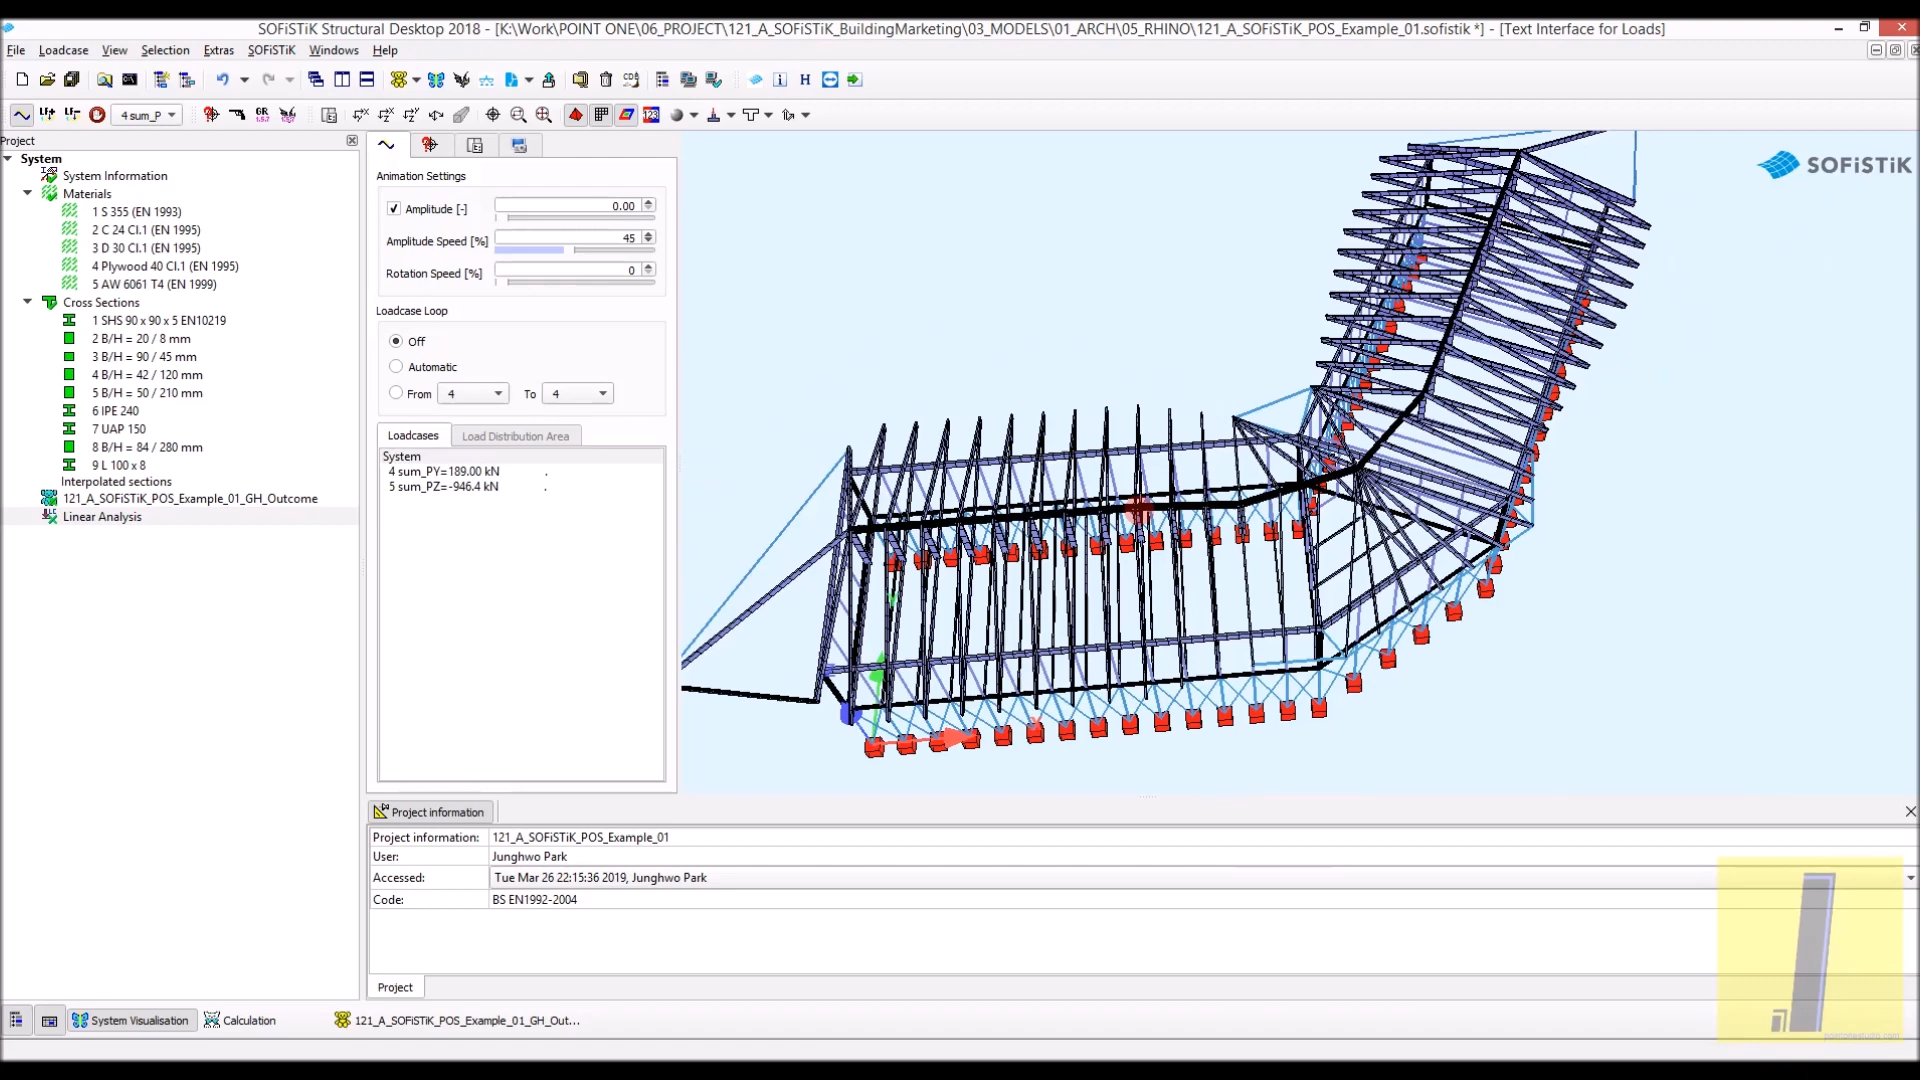 SOFiSTiK Structural Desktop 2018 - [K:\Work\POINT ONE\06_PROJECT\121_A_SOFiSTiK_BuildingMarketing\03_MODELS\01_ARCH\05_RHINO\121_A_SOFiSTiK_POS_Example_01.sofistik *] - [Text Interface for Loads]
File Loadcase View Selection Extras SOFiSTiK Windows Help
4 sum_P
Project
System
System Information
Materials
1 S 355 (EN 1993)
2 C 24 Cl.1 (EN 1995)
3 D 30 Cl.1 (EN 1995)
4 Plywood 40 Cl.1 (EN 1995)
5 AW 6061 T4 (EN 1999)
Cross Sections
1 SHS 90 x 90 x 5 EN10219
2 B/H = 20 / 8 mm
3 B/H = 90 / 45 mm
4 B/H = 42 / 120 mm
5 B/H = 50 / 210 mm
6 IPE 240
7 UAP 150
8 B/H = 84 / 280 mm
9 L 100 x 8
Interpolated sections
121_A_SOFiSTiK_POS_Example_01_GH_Outcome
Linear Analysis
Animation Settings
Amplitude [-] 0.00
Amplitude Speed [%] 45
Rotation Speed [%] 0
Loadcase Loop
Off
Automatic
From 4 To 4
Loadcases Load Distribution Area
System
4 sum_PY=189.00 kN .
5 sum_PZ=-946.4 kN .
SOFiSTiK
Project information
Project information: 121_A_SOFiSTiK_POS_Example_01
User: Junghwo Park
Accessed: Tue Mar 26 22:15:36 2019, Junghwo Park
Code: BS EN1992-2004
Project
System Visualisation Calculation 121_A_SOFiSTiK_POS_Example_01_GH_Out...